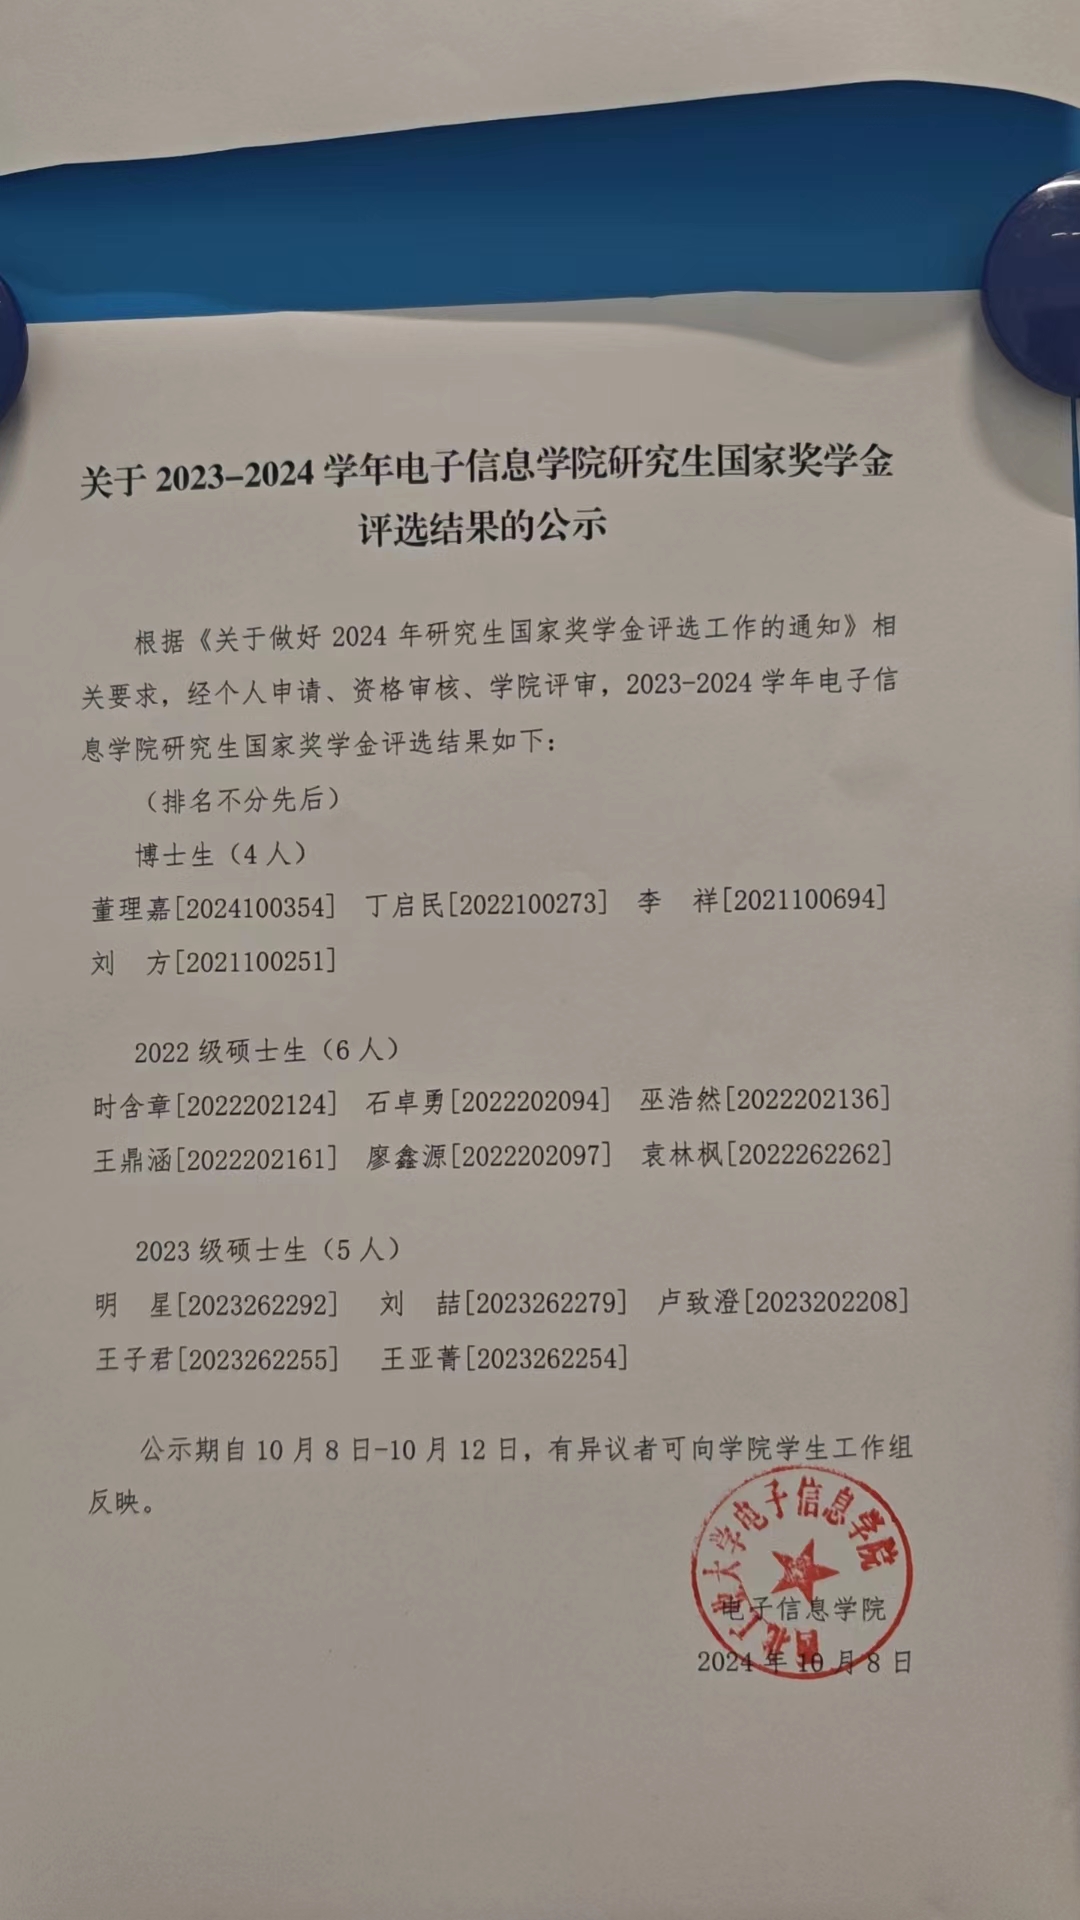 关于 2023-2024 学年电子信息学院研究生国家奖学金
评选结果的公示
根据《关于做好 2024 年研究生国家奖学金评选工作的通知》相
关要求，经个人申请、资格审核、学院评审，2023-2024 学年电子信
息学院研究生国家奖学金评选结果如下：
（排名不分先后）
博士生（4 人）
董理嘉[2024100354] 丁启民[2022100273] 李 祥[2021100694]
刘 方[2021100251]
2022 级硕士生（6 人）
时含章[2022202124] 石卓勇[2022202094] 巫浩然[2022202136]
王鼎涵[2022202161] 廖鑫源[2022202097] 袁林枫[2022262262]
2023 级硕士生（5 人）
明 星[2023262292] 刘 喆[2023262279] 卢致澄[2023202208]
王子君[2023262255] 王亚菁[2023262254]
公示期自 10 月 8 日-10 月 12 日，有异议者可向学院学生工作组
反映。
西北工业大学电子信息学院
电子信息学院
2024 年 10 月 8 日